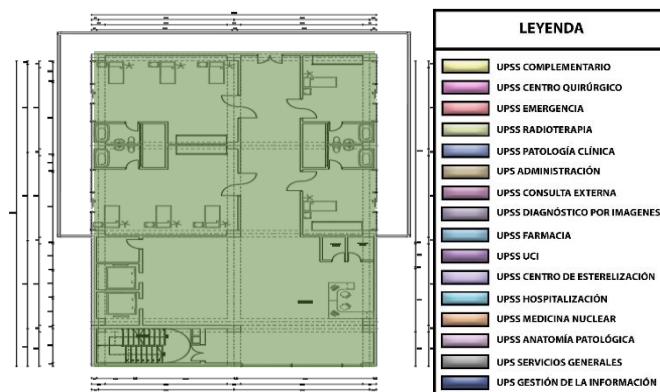 LEYENDA
UPSS COMPLEMENTARIO
UPSS CENTRO QUIRÚRGICO
UPSS EMERGENCIA
UPSS RADIOTERAPIA
UPSS PATOLOGÍA CLÍNICA
UPS ADMINISTRACIÓN
UPSS CONSULTA EXTERNA
UPSS DIAGNÓSTICO POR IMAGENES
UPSS FARMACIA
UPSS UCI
UPSS CENTRO DE ESTERELIZACIÓN
UPSS HOSPITALIZACIÓN
UPSS MEDICINA NUCLEAR
UPSS ANATOMÍA PATOLÓGICA
UPS SERVICIOS GENERALES
UPS GESTIÓN DE LA INFORMACIÓN